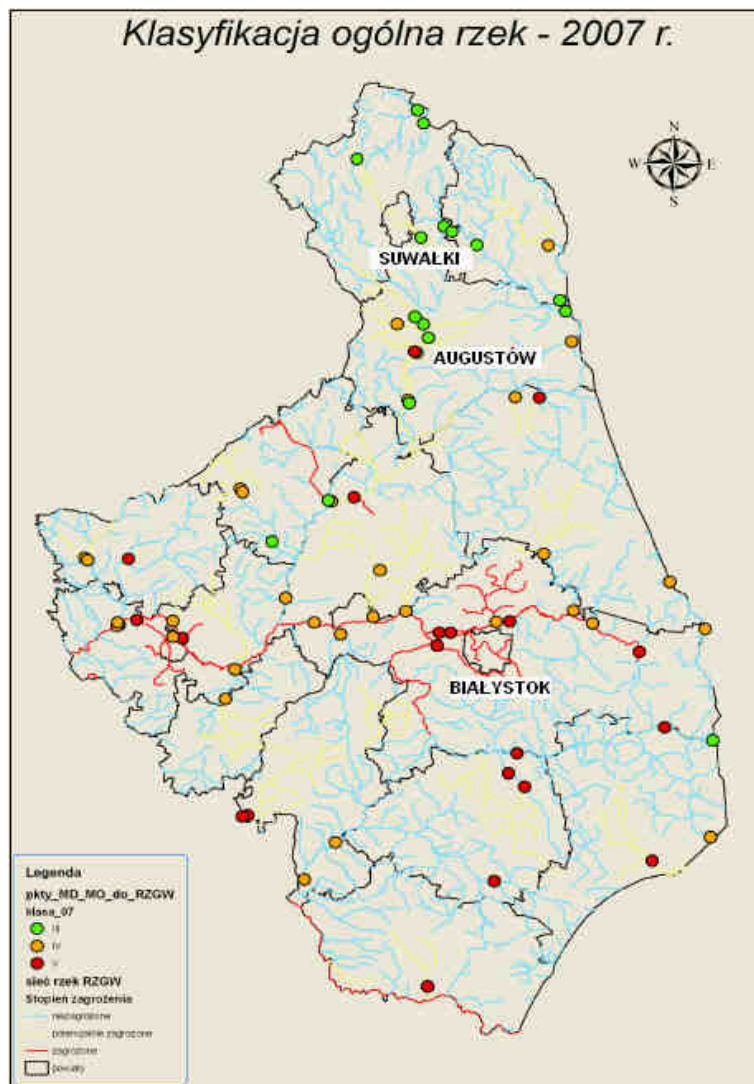 Klasyfikacja ogólna rzek - 2007 r.
N
W E
S
SUWAŁKI
AUGUSTÓW
BIAŁYSTOK
Legenda
pkty_MD_MO_do_RZGW
klasa_07
III
IV
V
sieć rzek RZGW
Stopień zagrożenia
niezagrożone
potencjalnie zagrożone
zagrożone
powiaty